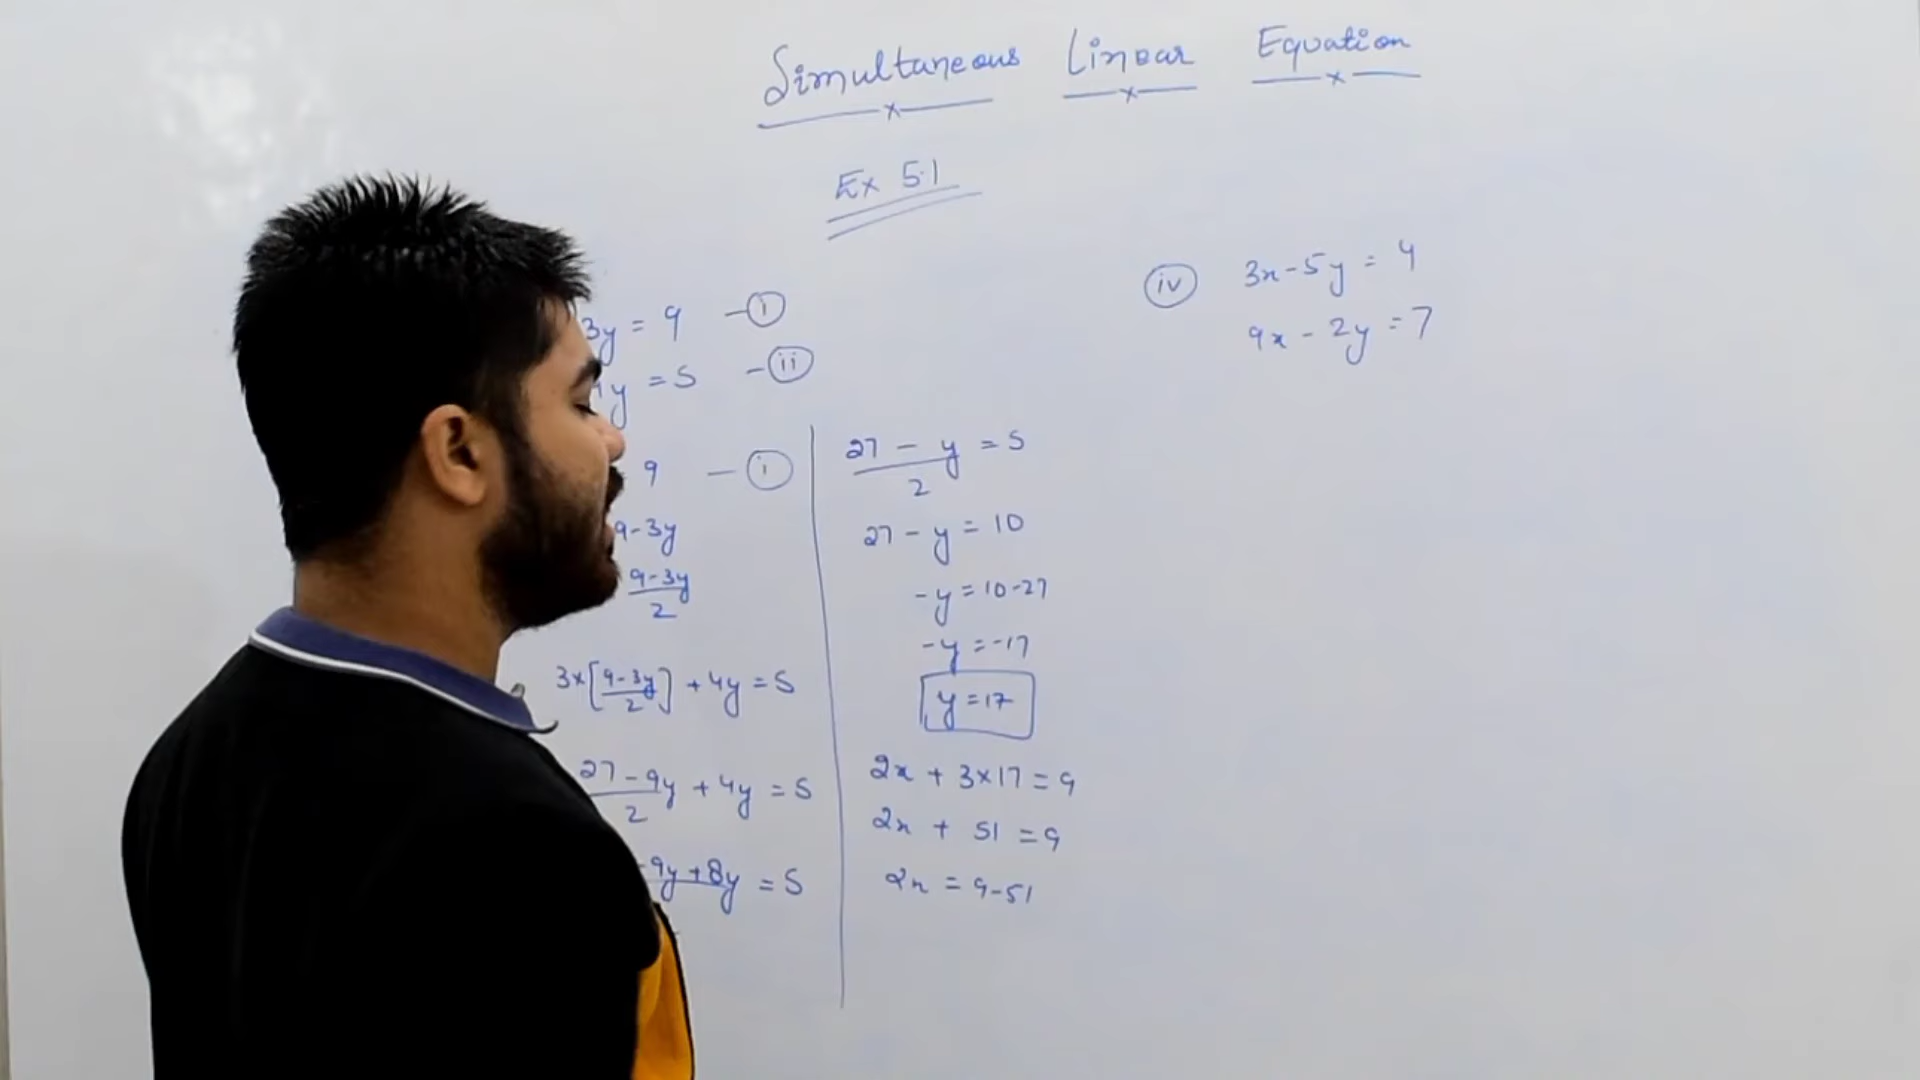 Simultaneous Linear Equation
Ex 5.1
3y = 9 - i
4y = 5 - ii
9 - i
9-3y
9-3y
2
3x[9-3y/2] + 4y = 5
27-9y/2 + 4y = 5
-9y+8y = 5
27 - y/2 = 5
27 - y = 10
-y = 10-27
-y = -17
y = 17
2x + 3x17 = 9
2x + 51 = 9
2x = 9-51
iv 3x-5y = 4
9x - 2y = 7